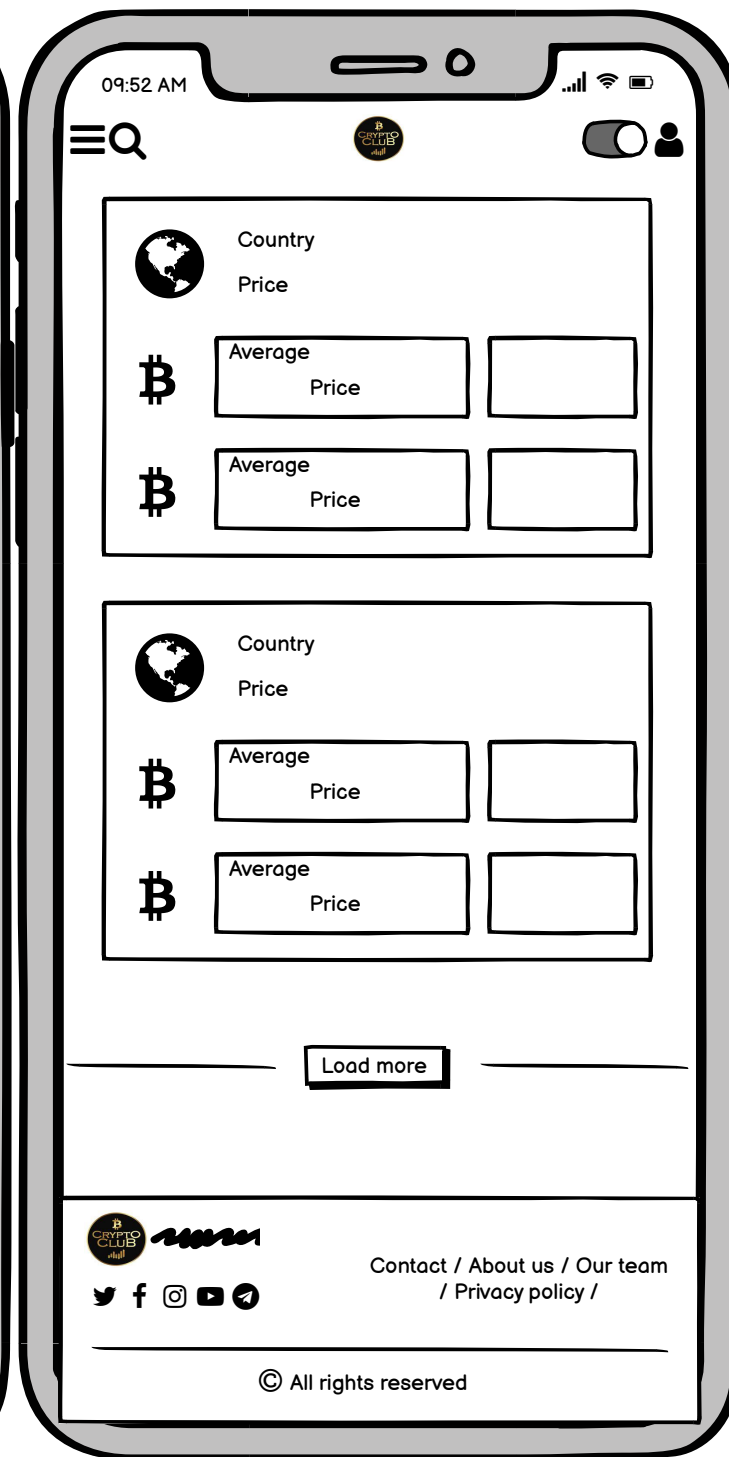 09:52 AM
CRYPTO
CLUB
Country
Price
Average
Price
Average
Price
Country
Price
Average
Price
Average
Price
Load more
CRYPTO
CLUB
Contact / About us / Our team
/ Privacy policy /
© All rights reserved